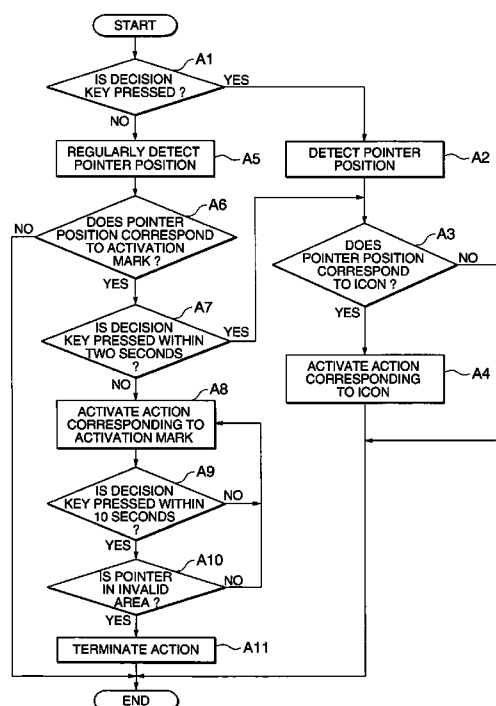 START
A1
IS DECISION
KEY PRESSED ?
YES
NO
REGULARLY DETECT
POINTER POSITION
A5
DETECT POINTER
POSITION
A2
A6
NO
DOES POINTER
POSITION CORRESPOND
TO ACTIVATION
MARK ?
YES
A3
DOES
POINTER POSITION
CORRESPOND
TO ICON ?
NO
YES
A7
IS DECISION
KEY PRESSED WITHIN
TWO SECONDS
?
YES
NO
A4
ACTIVATE ACTION
CORRESPONDING
TO ICON
A8
ACTIVATE ACTION
CORRESPONDING TO
ACTIVATION MARK
A9
IS DECISION
KEY PRESSED WITHIN
10 SECONDS
?
NO
YES
A10
IS POINTER
IN INVALID
AREA ?
NO
YES
TERMINATE ACTION
A11
END